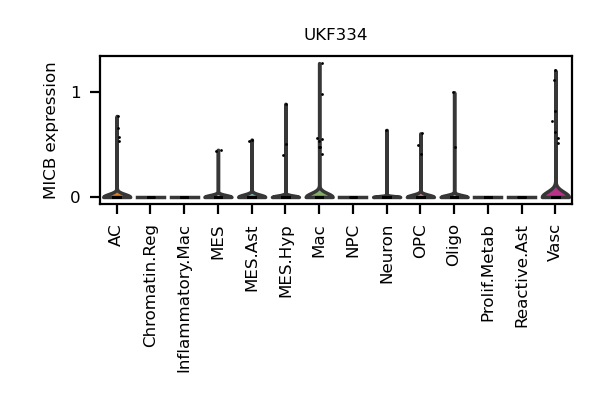 UKF334
MICB expression
1
0
AC
Chromatin.Reg
Inflammatory.Mac
MES
MES.Ast
MES.Hyp
Mac
NPC
Neuron
OPC
Oligo
Prolif.Metab
Reactive.Ast
Vasc